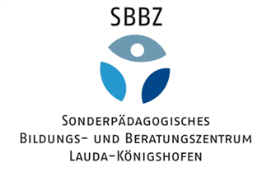 SBBZ
Sonderpädagogisches
Bildungs- und Beratungszentrum
Lauda-Königshofen